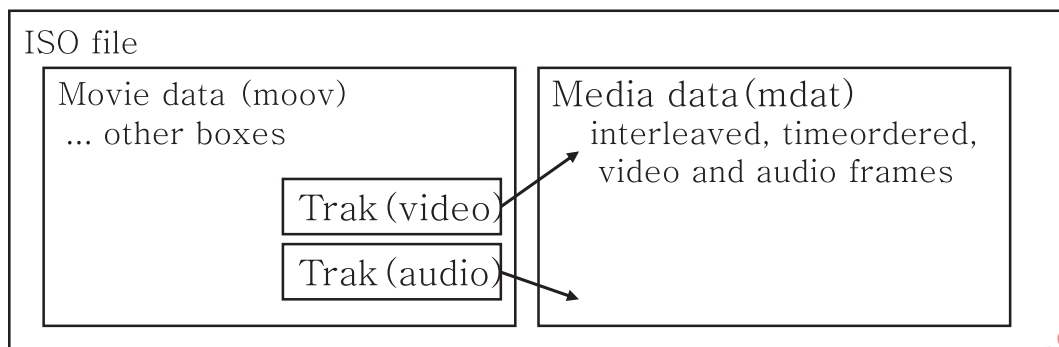 ISO file
Movie data (moov)
... other boxes
Trak(video)
Trak(audio)
Media data(mdat)
interleaved, timeordered,
video and audio frames